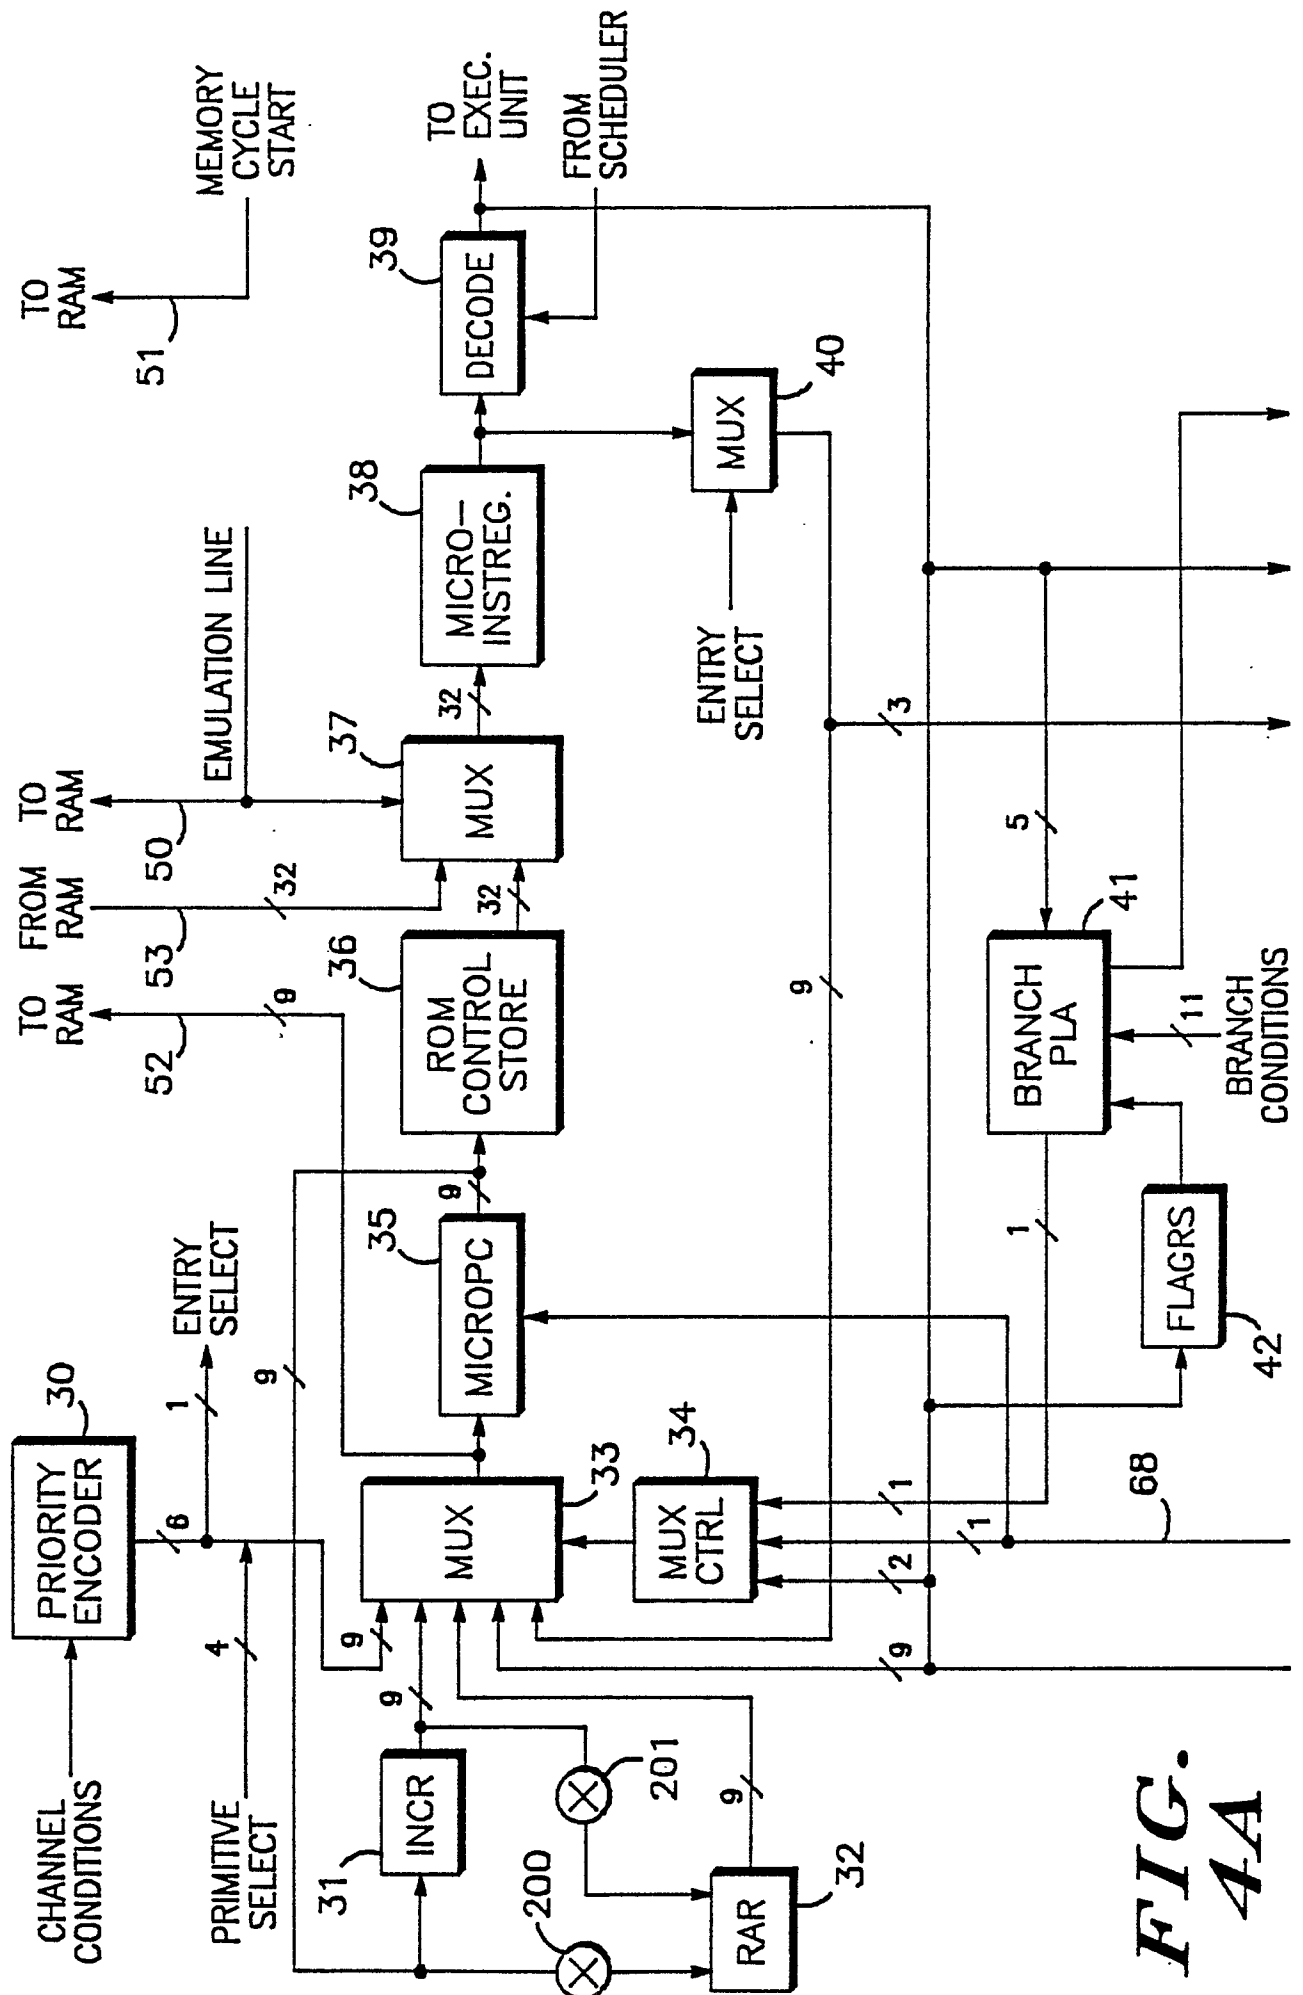 CHANNEL
CONDITIONS
PRIORITY
ENCODER
30
6
1
ENTRY
SELECT
PRIMITIVE
SELECT
4
9
9
TO
RAM
52
9
FROM
RAM
53
32
TO
RAM
50
EMULATION LINE
TO
RAM
51
MEMORY
CYCLE
START
31
INCR
9
200
201
RAR
32
9
MUX
33
MUX
CTRL
34
MICROPC
35
9
ROM
CONTROL
STORE
36
32
MUX
37
32
MICRO-
INSTREG.
38
DECODE
39
TO
EXEC.
UNIT
FROM
SCHEDULER
ENTRY
SELECT
MUX
40
9
3
9
2
1
1
68
1
FLAGRS
42
BRANCH
PLA
41
5
11
BRANCH
CONDITIONS
FIG.
4A